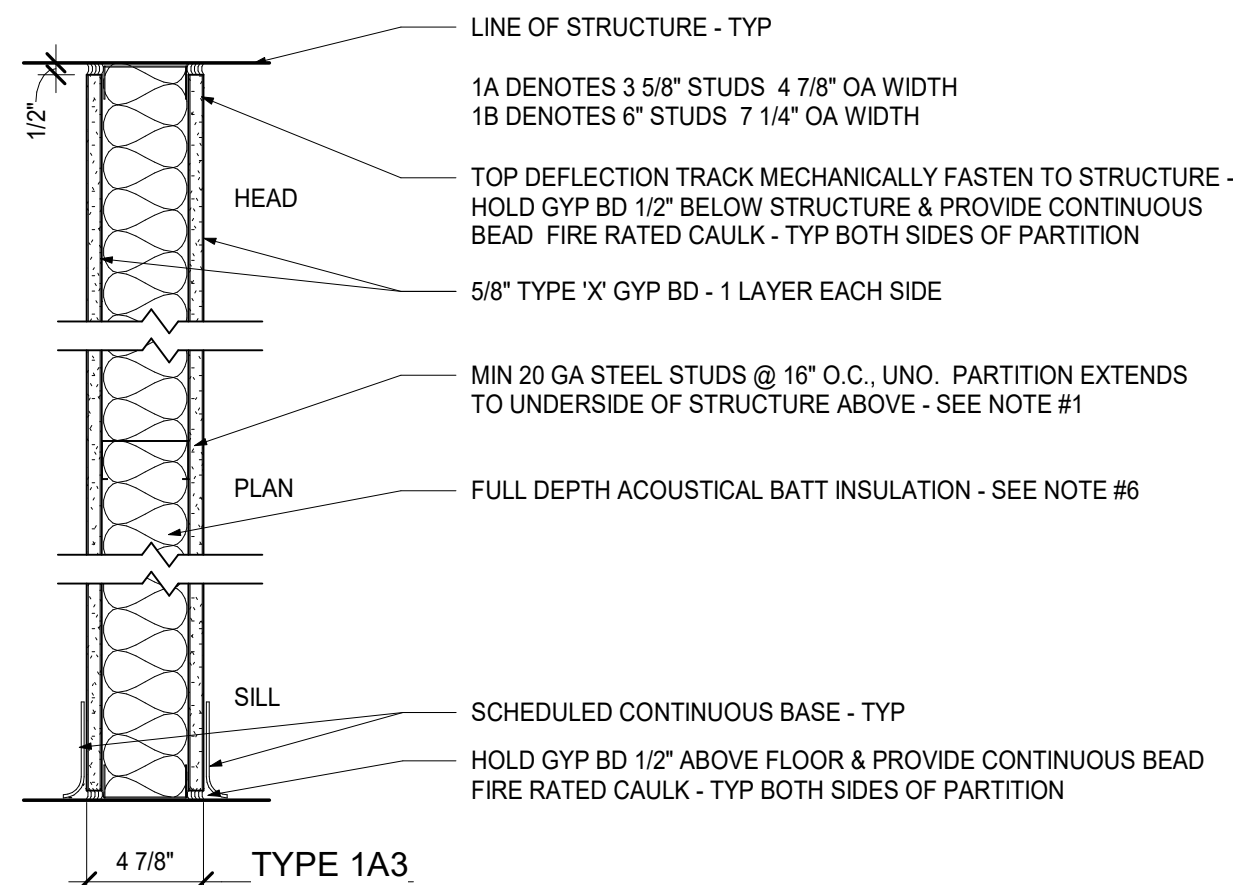 LINE OF STRUCTURE - TYP
1/2"
1A DENOTES 3 5/8" STUDS 4 7/8" OA WIDTH
1B DENOTES 6" STUDS 7 1/4" OA WIDTH
TOP DEFLECTION TRACK MECHANICALLY FASTEN TO STRUCTURE -
HOLD GYP BD 1/2" BELOW STRUCTURE & PROVIDE CONTINUOUS
BEAD FIRE RATED CAULK - TYP BOTH SIDES OF PARTITION
HEAD
5/8" TYPE 'X' GYP BD - 1 LAYER EACH SIDE
MIN 20 GA STEEL STUDS @ 16" O.C., UNO. PARTITION EXTENDS
TO UNDERSIDE OF STRUCTURE ABOVE - SEE NOTE #1
PLAN
FULL DEPTH ACOUSTICAL BATT INSULATION - SEE NOTE #6
SILL
SCHEDULED CONTINUOUS BASE - TYP
HOLD GYP BD 1/2" ABOVE FLOOR & PROVIDE CONTINUOUS BEAD
FIRE RATED CAULK - TYP BOTH SIDES OF PARTITION
4 7/8"
TYPE 1A3